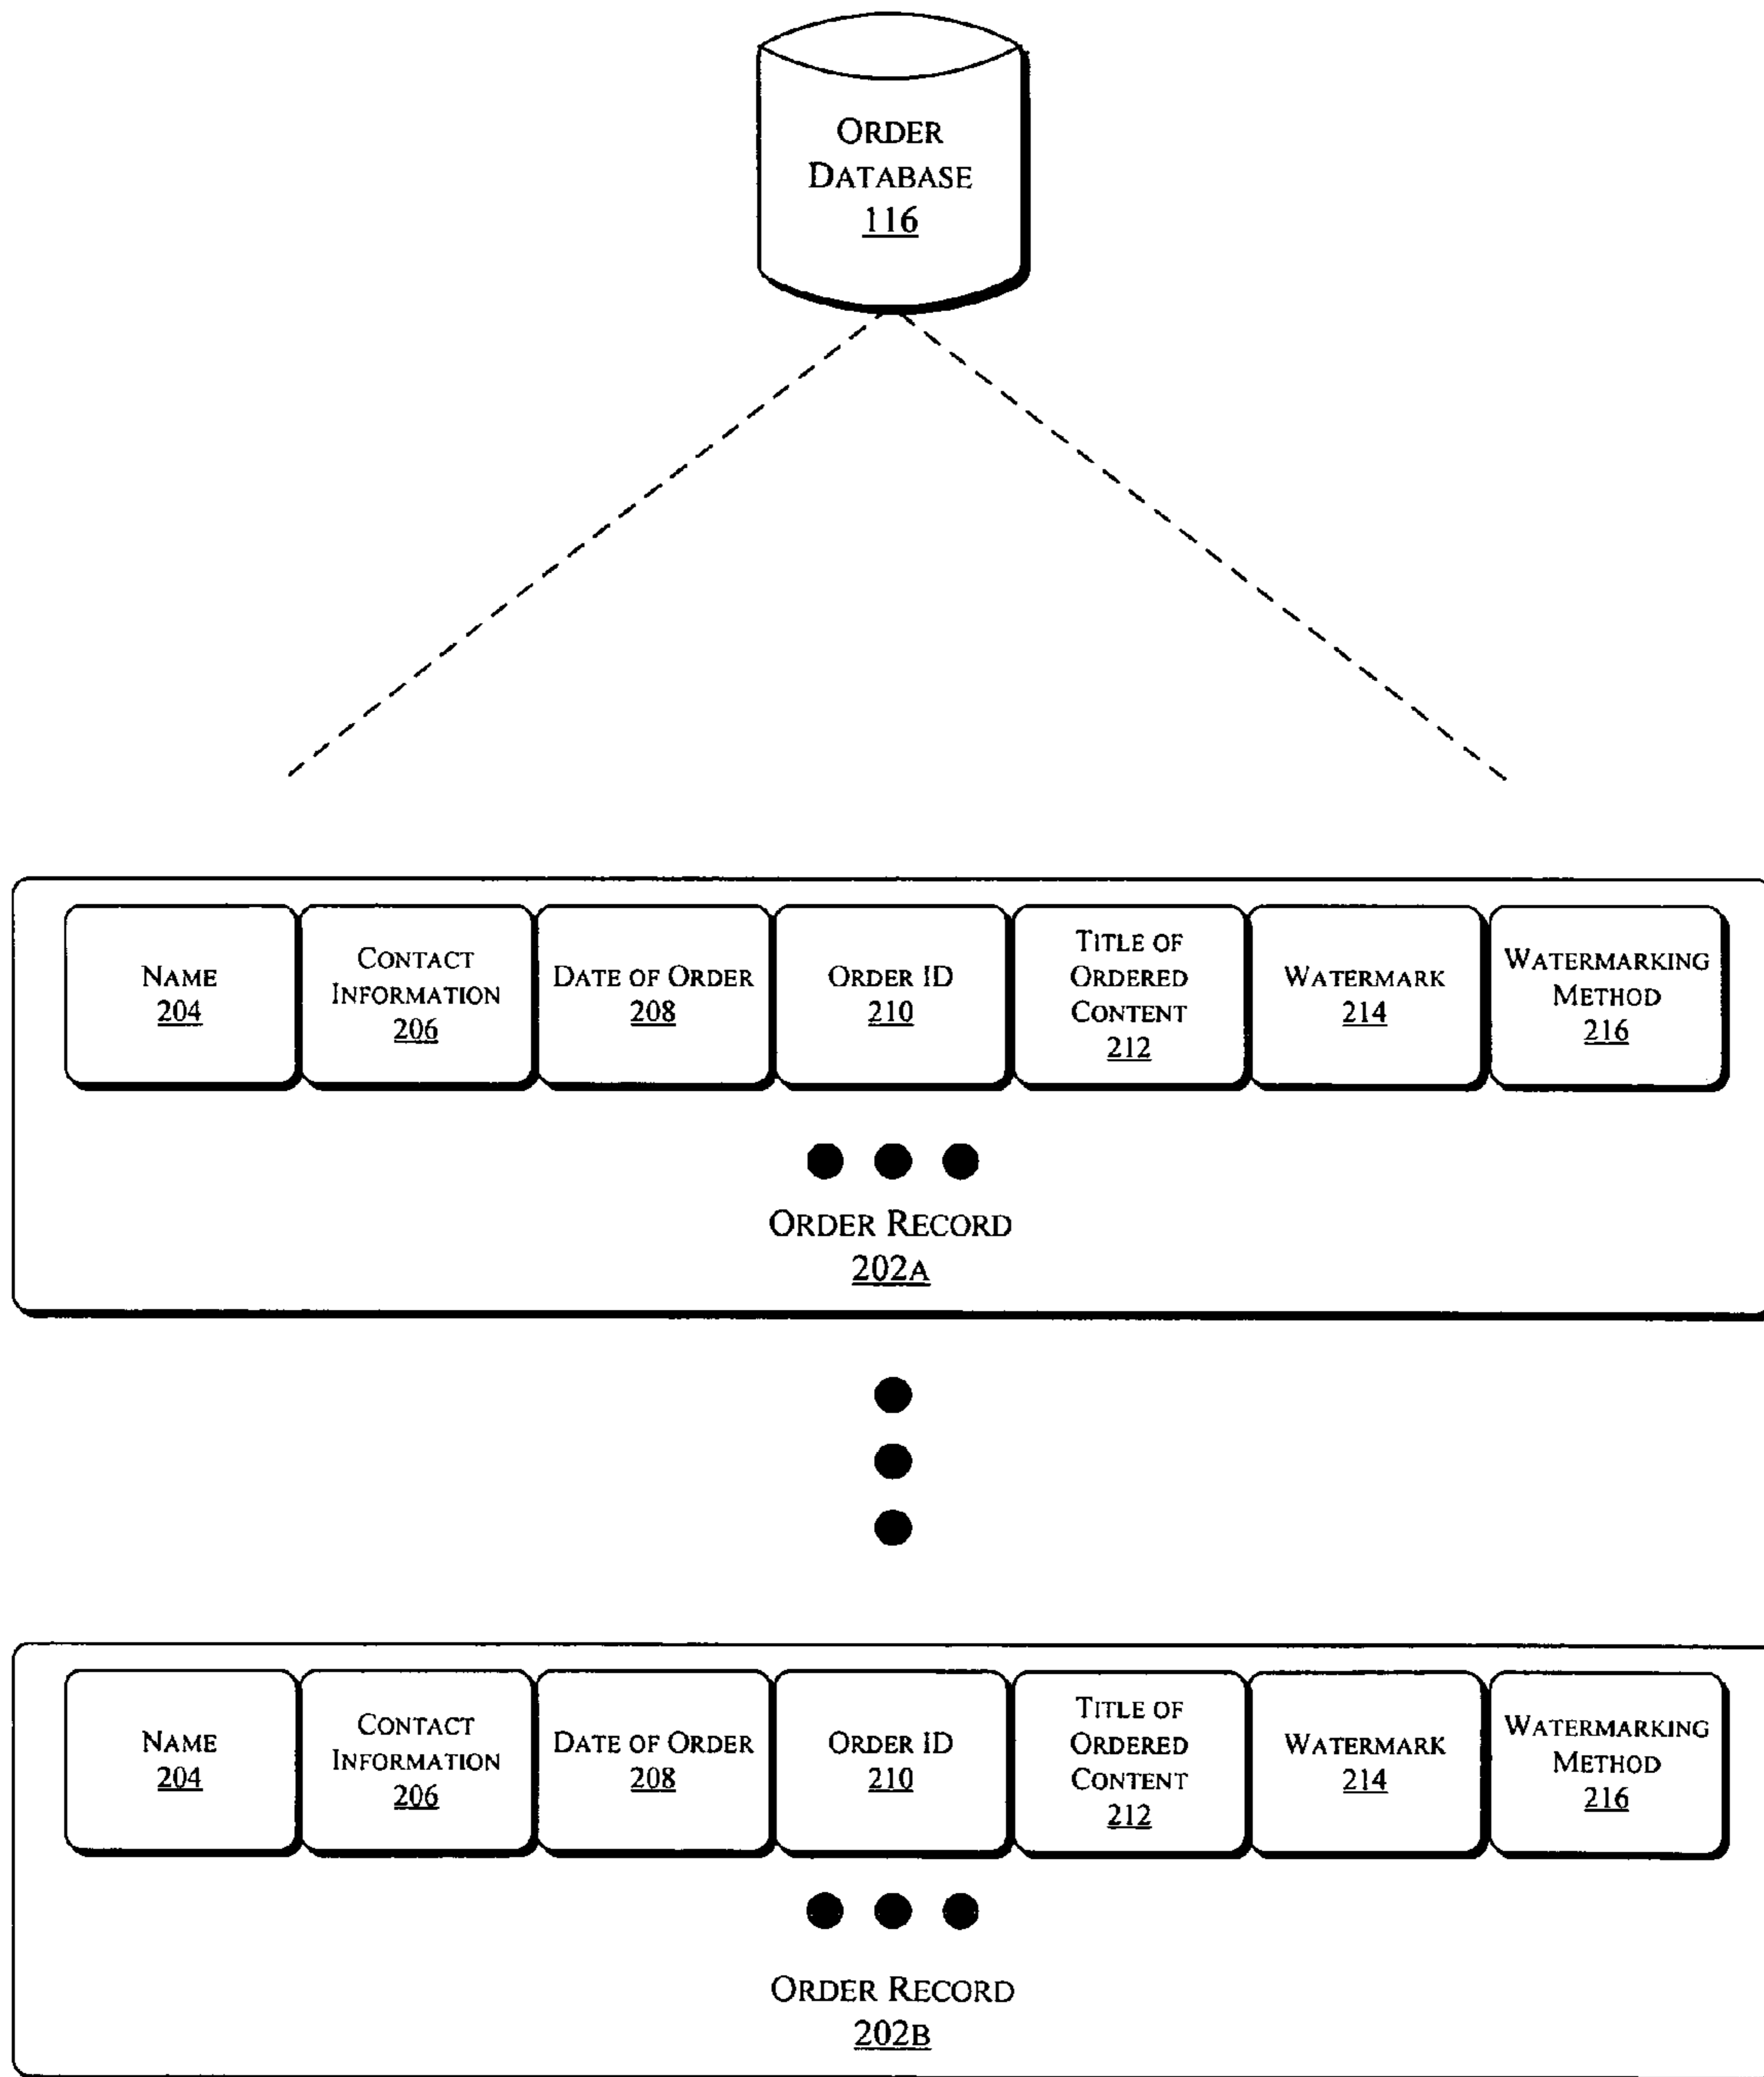 ORDER
DATABASE
116
NAME
204
CONTACT
INFORMATION
206
DATE OF ORDER
208
ORDER ID
210
TITLE OF
ORDERED
CONTENT
212
WATERMARK
214
WATERMARKING
METHOD
216
ORDER RECORD
202A
NAME
204
CONTACT
INFORMATION
206
DATE OF ORDER
208
ORDER ID
210
TITLE OF
ORDERED
CONTENT
212
WATERMARK
214
WATERMARKING
METHOD
216
ORDER RECORD
202B